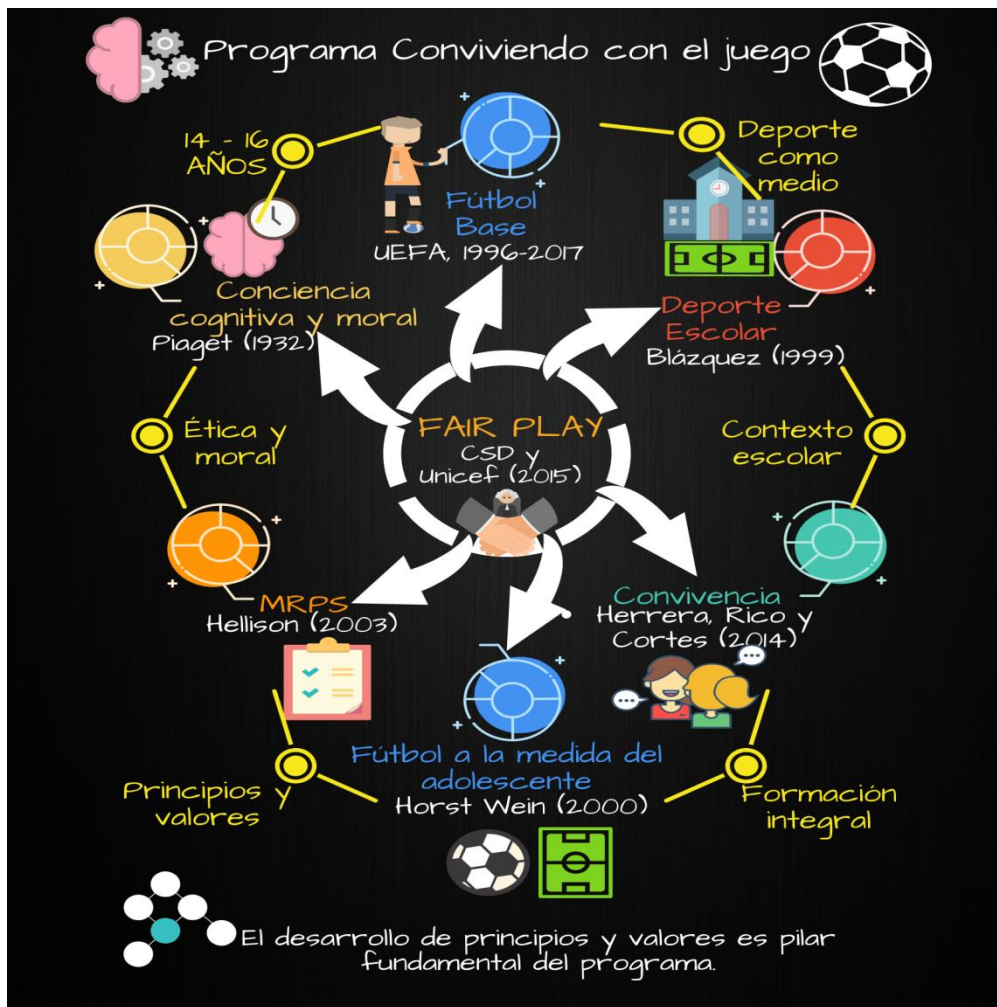 Programa Conviviendo con el juego
14 - 16
AÑOS
Fútbol
Base
UEFA, 1996-2017
Deporte
como
medio
Conciencia
cognitiva y moral
Piaget (1932)
Deporte
Escolar
Blázquez (1999)
FAIR PLAY
CSD y
Unicef (2015)
Ética y
moral
Contexto
escolar
MRPS
Hellison (2003)
Convivencia
Herrera, Rico y
Cortes (2014)
Fútbol a la medida del
adolescente
Horst Wein (2000)
Principios y
valores
Formación
integral
El desarrollo de principios y valores es pilar
fundamental del programa.